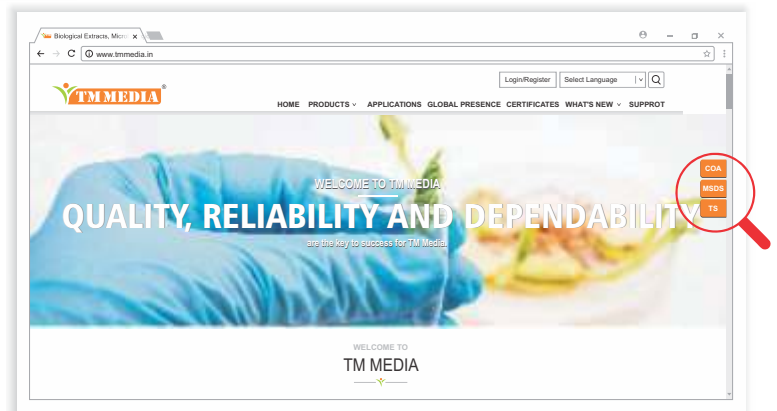 Biological Extracts, Micro
www.tmmedia.in
Login/Register Select Language
TM MEDIA®
HOME PRODUCTS APPLICATIONS GLOBAL PRESENCE CERTIFICATES WHAT'S NEW SUPPROT
COA
MSDS
TS
WELCOME TO TM MEDIA
QUALITY, RELIABILITY AND DEPENDABILITY
are the key to success for TM Media.
WELCOME TO
TM MEDIA